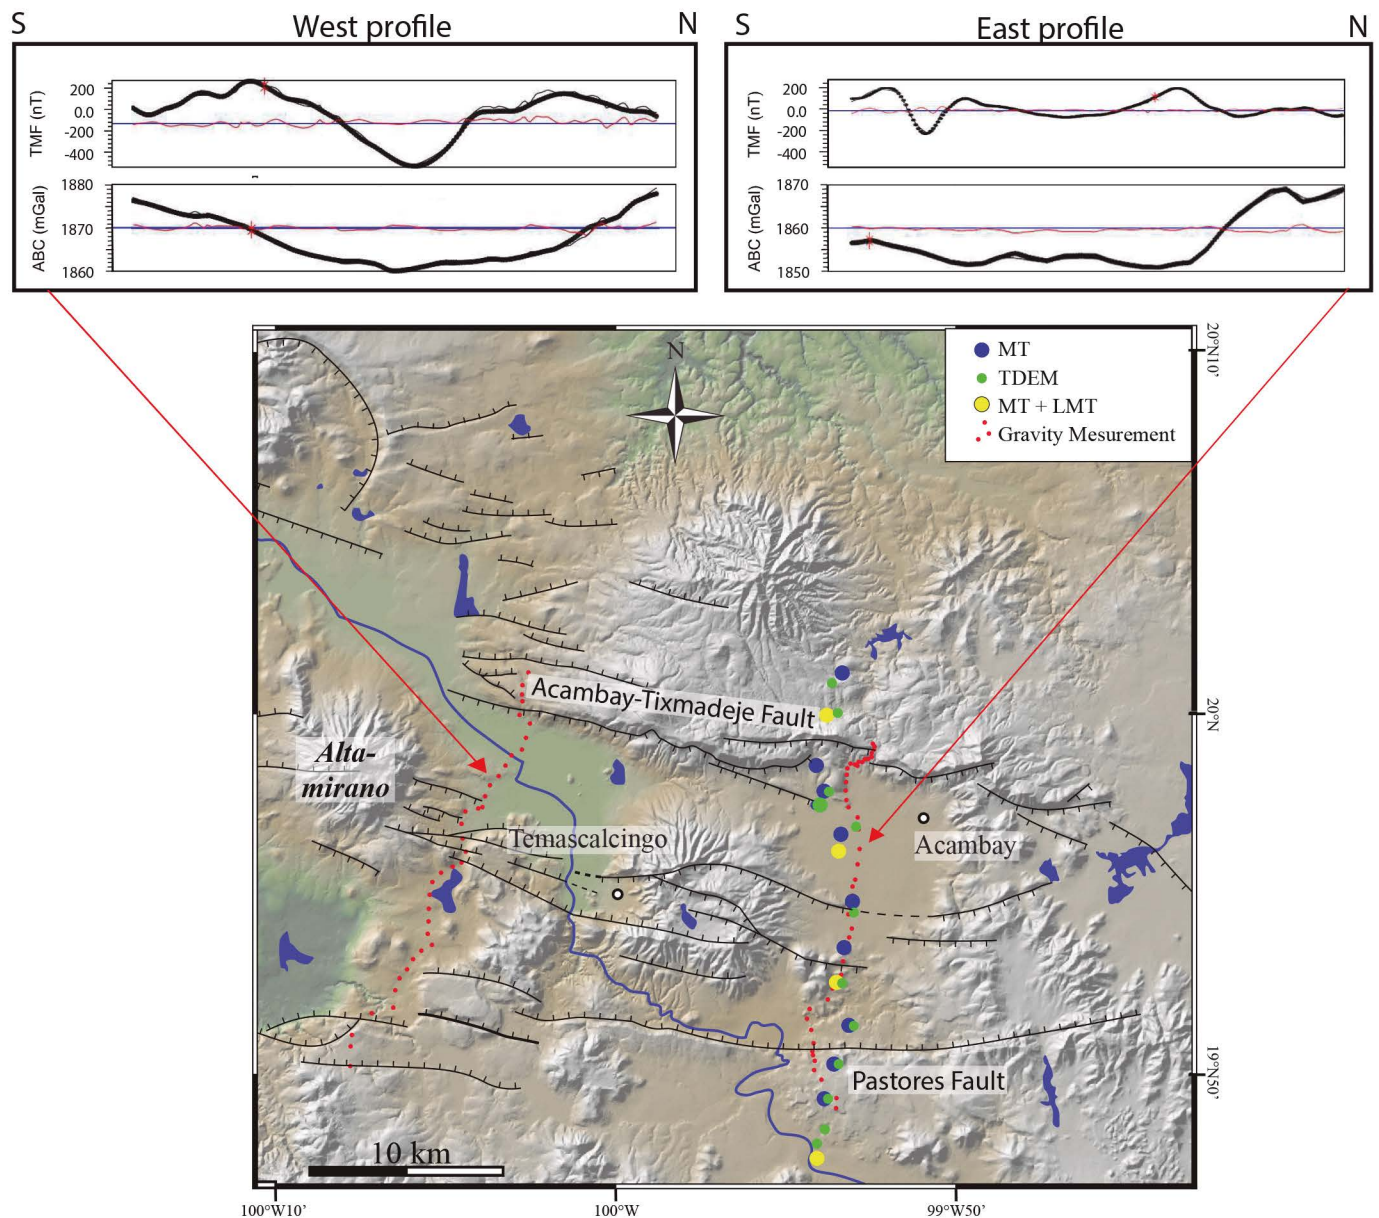 S West profile N
200
0.0
-200
-400
TMF (nT)
1880
1870
1860
ABC (mGal)
S East profile N
200
0.0
-200
-400
TMF (nT)
1870
1860
1850
ABC (mGal)
N
MT
TDEM
MT + LMT
Gravity Mesurement
20°N10'
20°N
19°N50'
Acambay-Tixmadeje Fault
Alta-
mirano
Temascalcingo
Acambay
Pastores Fault
10 km
100°W10'
100°W
99°W50'